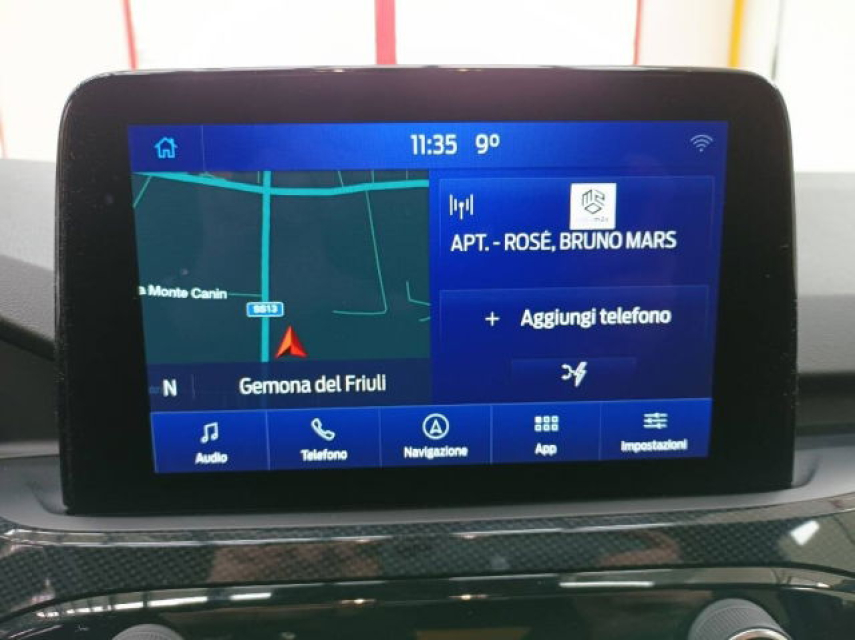 11:35 9°
APT. - ROSÉ, BRUNO MARS
Monte Canin
SS13
+ Aggiungi telefono
N Gemona del Friuli
Audio Telefono Navigazione App Impostazioni